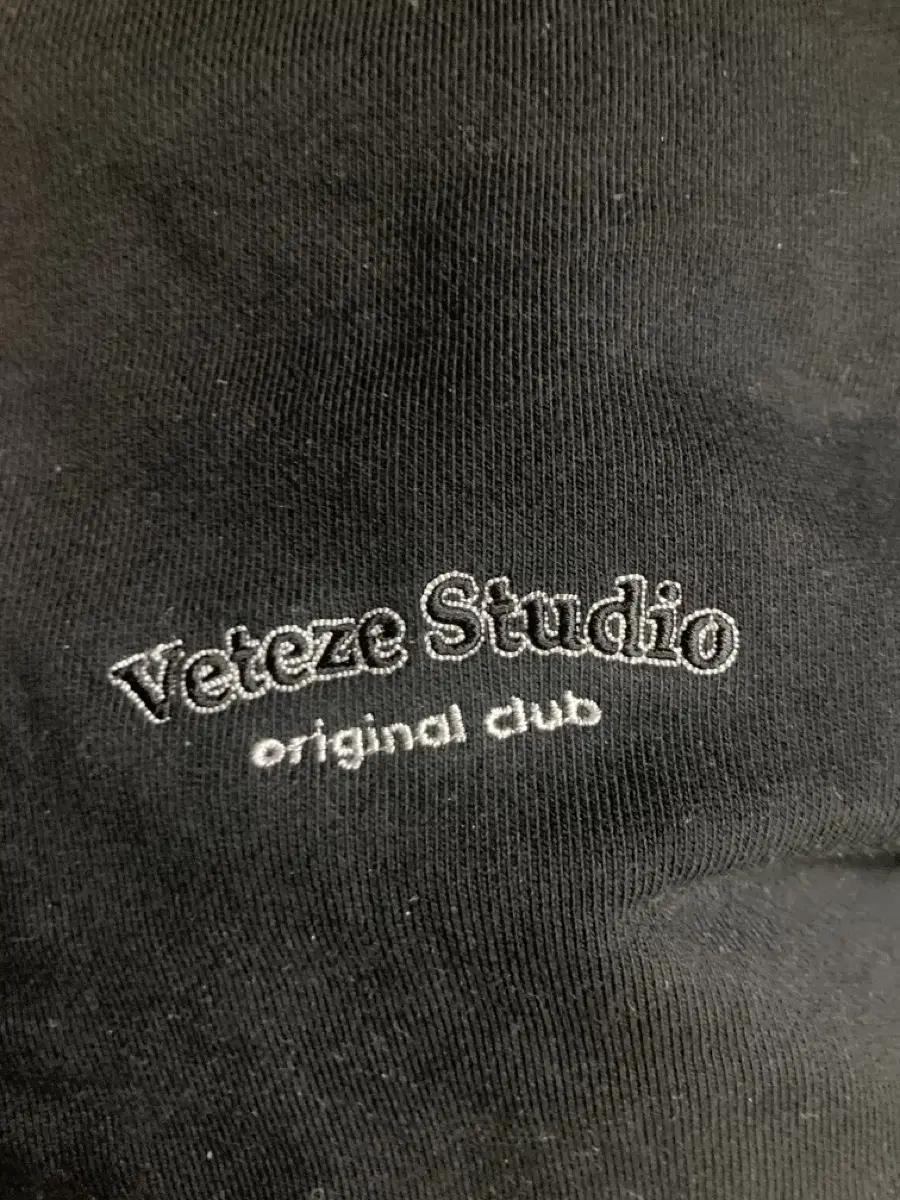 Veteze Studio
original club